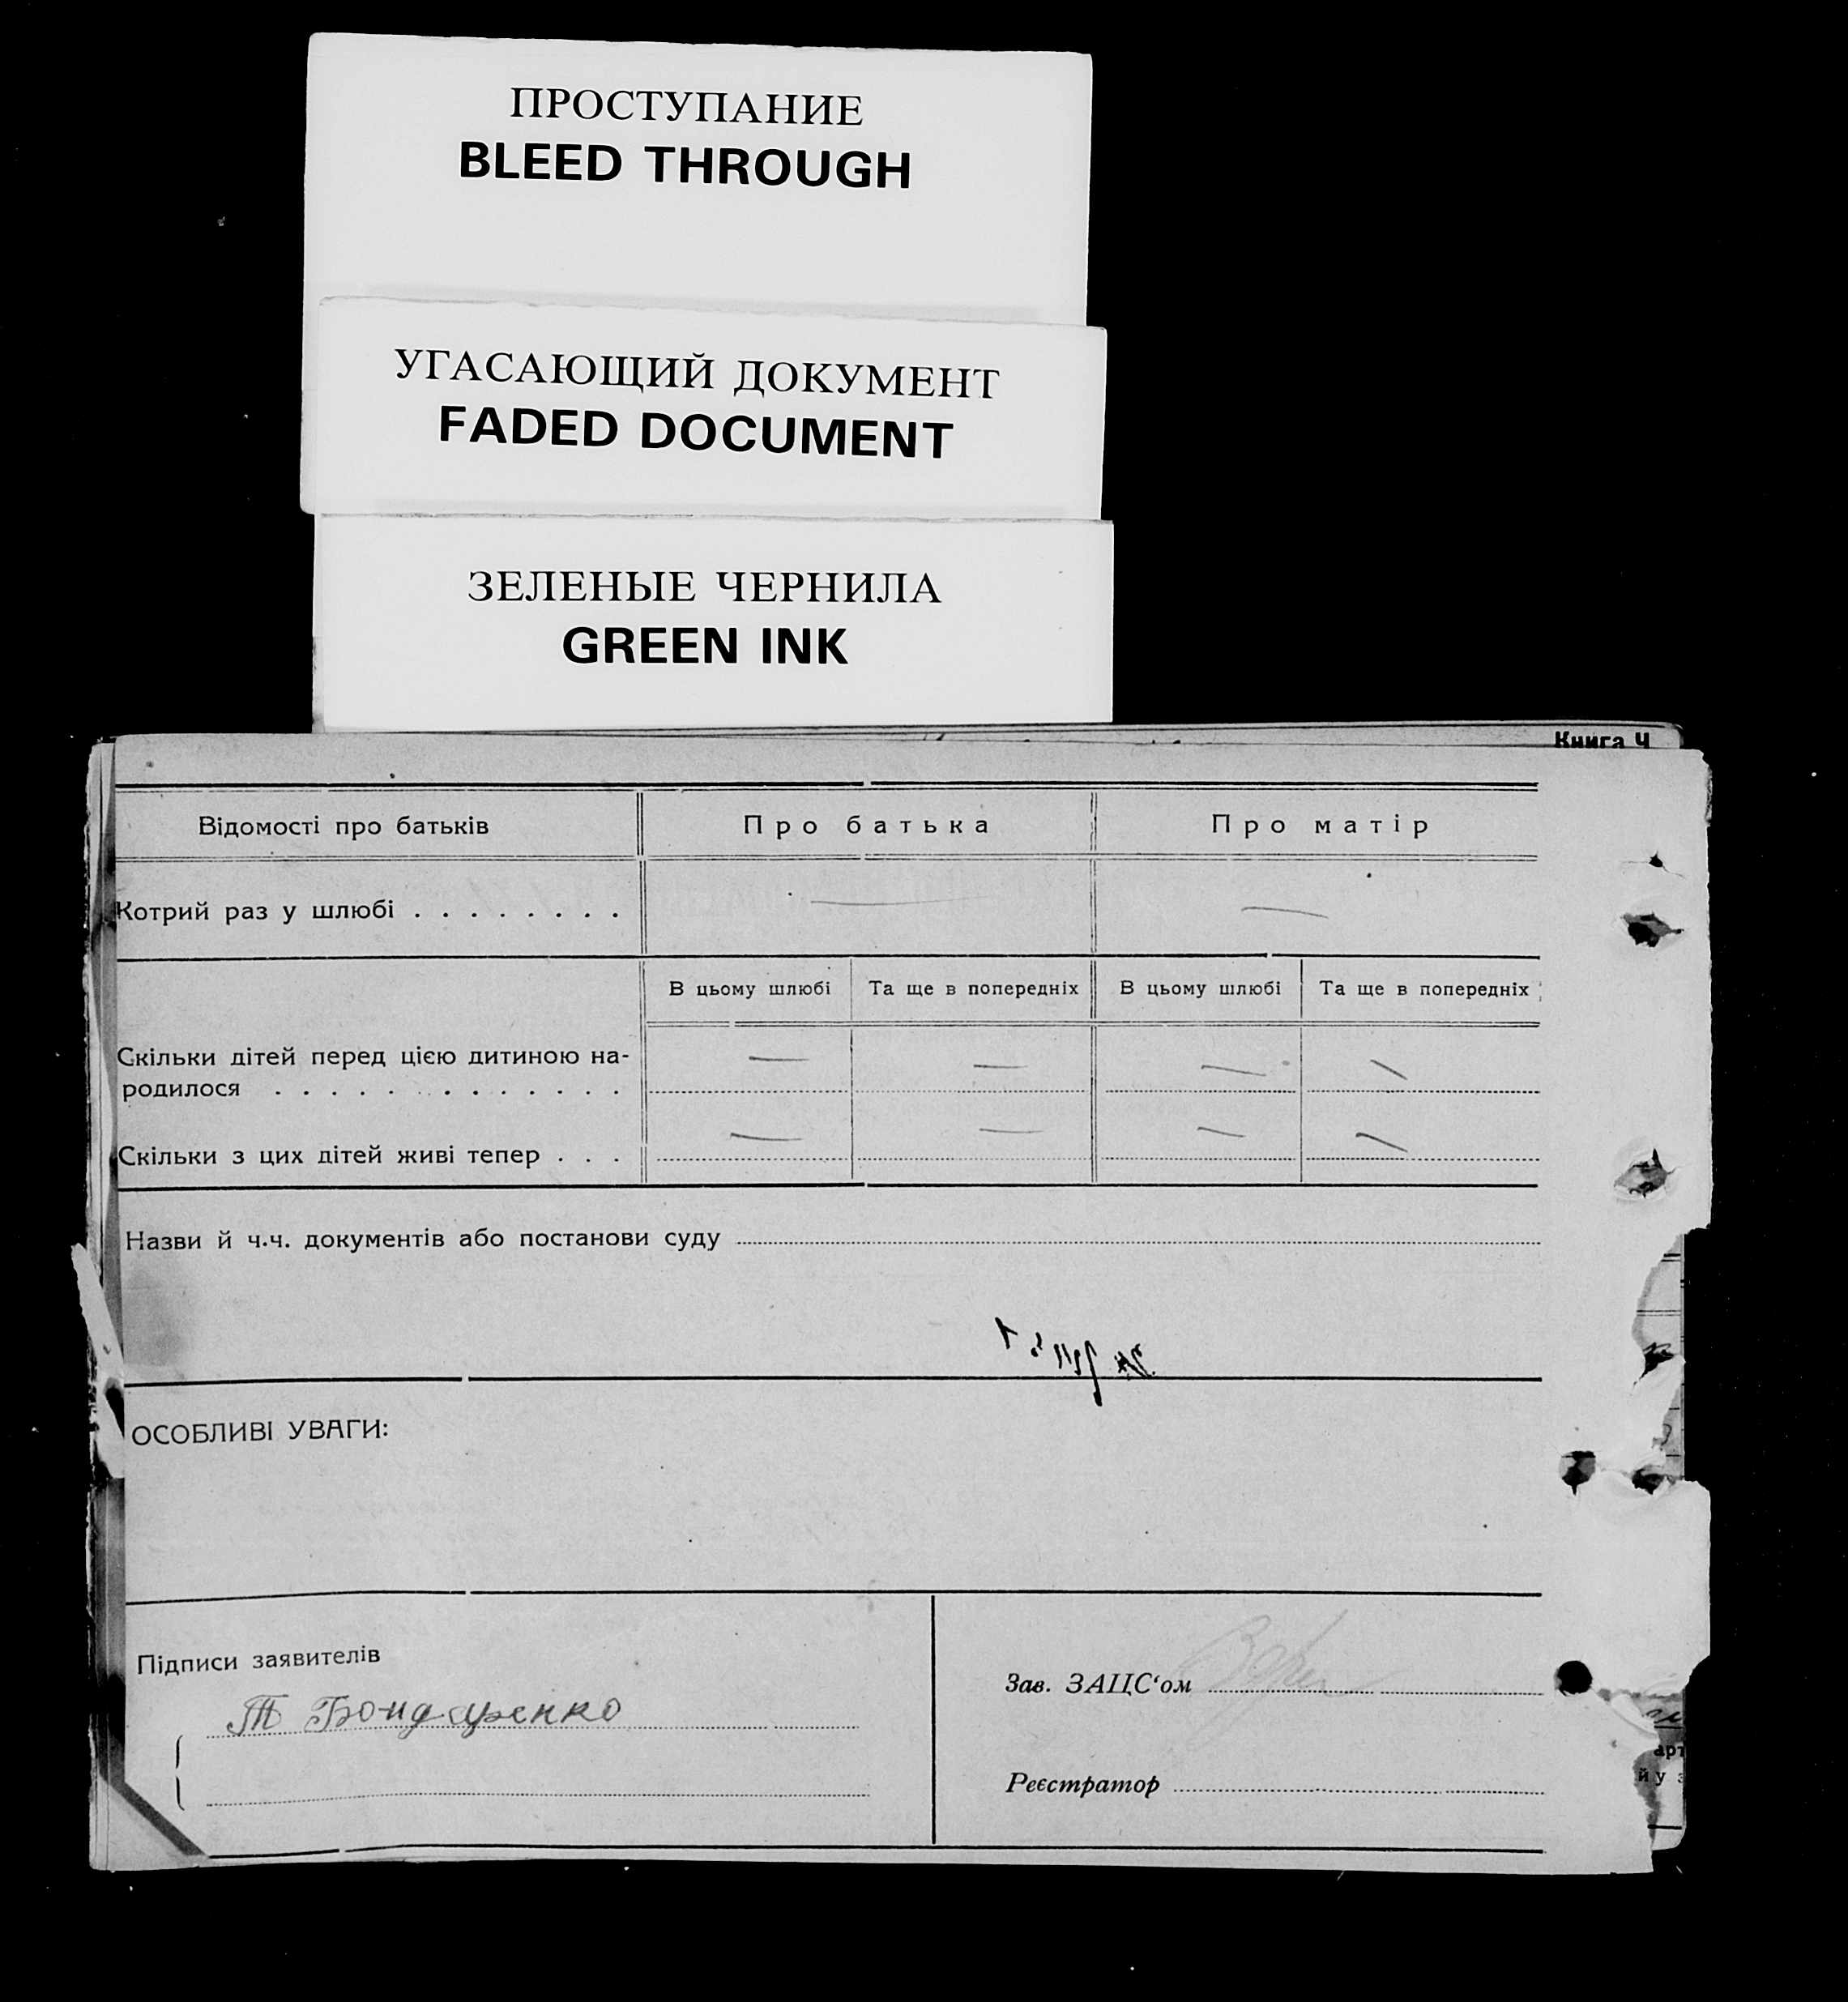 ПРОСТУПАНИЕ
BLEED THROUGH
УГАСАЮЩИЙ ДОКУМЕНТ
FADED DOCUMENT
ЗЕЛЕНЫЕ ЧЕРНИЛА
GREEN INK
Книга Ч
Відомості про батьків Про батька Про матір
Котрий раз у шлюбі . . . . . . . . — —
В цьому шлюбі Та ще в попередніх В цьому шлюбі Та ще в попередніх
Скільки дітей перед цією дитиною на-
родилося . . . . . . . . . . . . . — — — —
Скільки з цих дітей живі тепер . . . — — — —
Назви й ч.ч. документів або постанови суду
ОСОБЛИВІ УВАГИ:
Підписи заявителів
Т Бондаренко
Зав. ЗАЦС‘ом
Реєстратор
арт
й у з